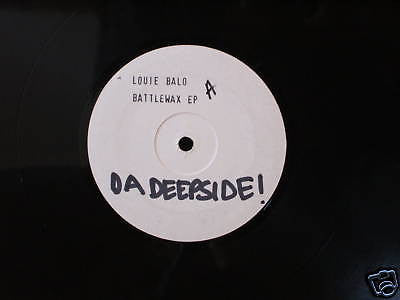 LOUIE BALO
A
BATTLEWAX EP
DA DEEPSIDE!